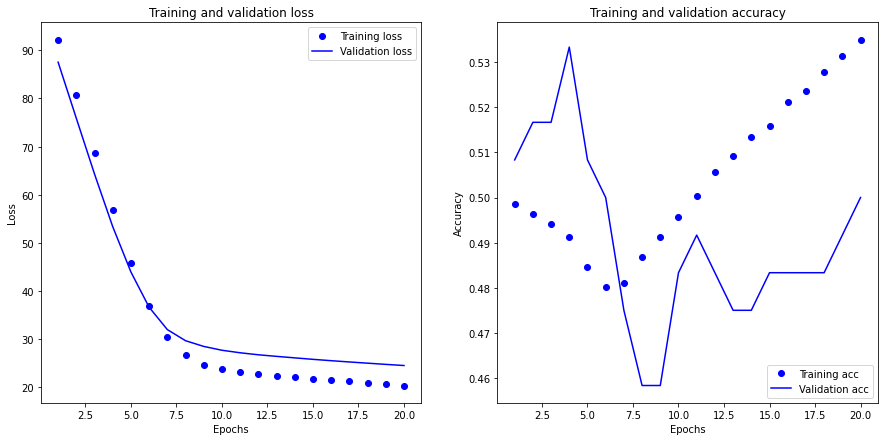 Training and validation loss
Training loss
Validation loss
90
80
70
60
50
40
30
20
Loss
2.5 5.0 7.5 10.0 12.5 15.0 17.5 20.0
Epochs
Training and validation accuracy
0.53
0.52
0.51
0.50
0.49
0.48
0.47
0.46
Accuracy
Training acc
Validation acc
2.5 5.0 7.5 10.0 12.5 15.0 17.5 20.0
Epochs